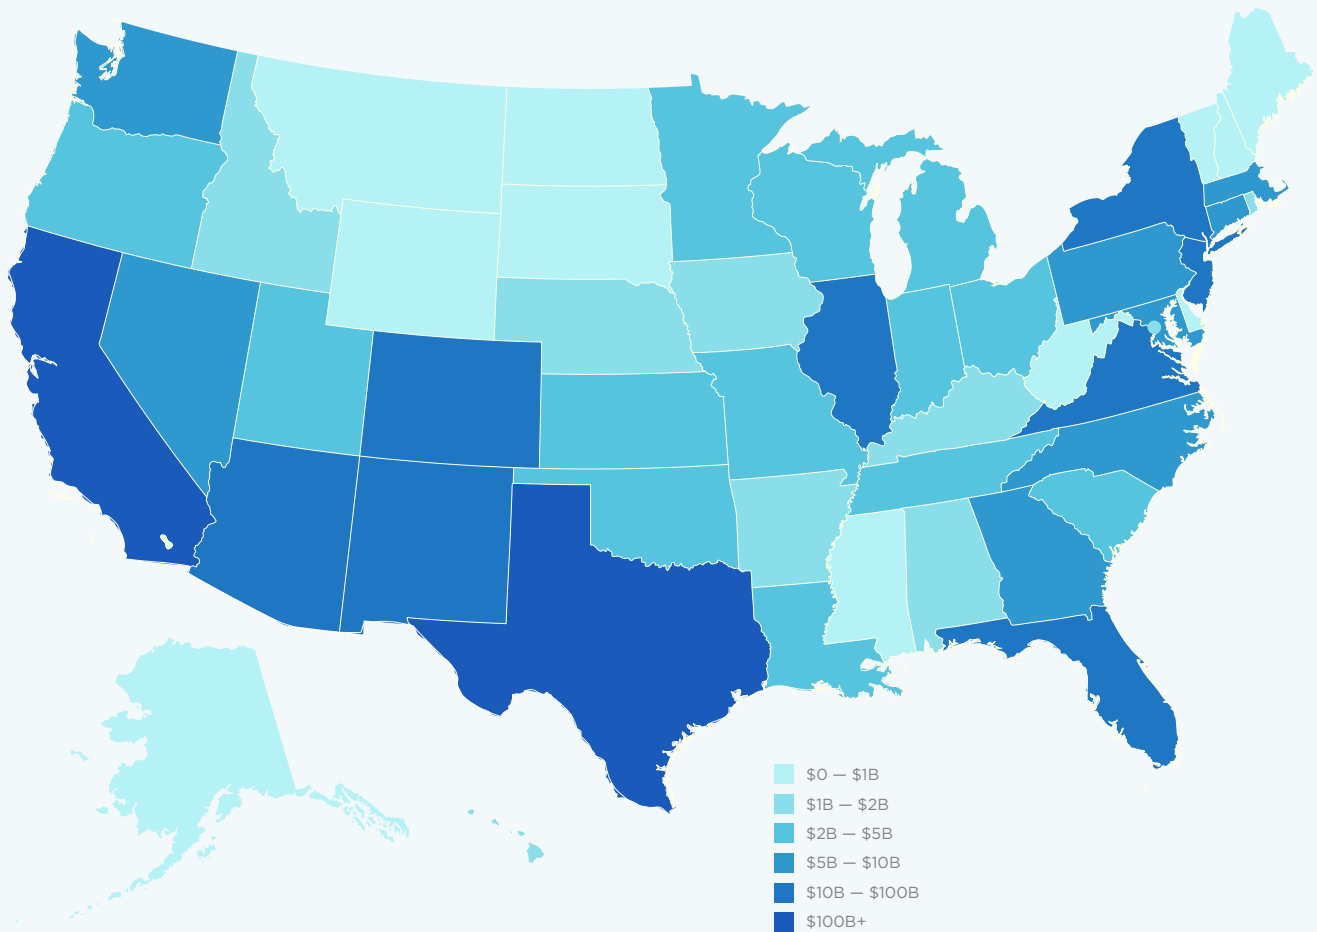 $0 — $1B
$1B — $2B
$2B — $5B
$5B — $10B
$10B — $100B
$100B+